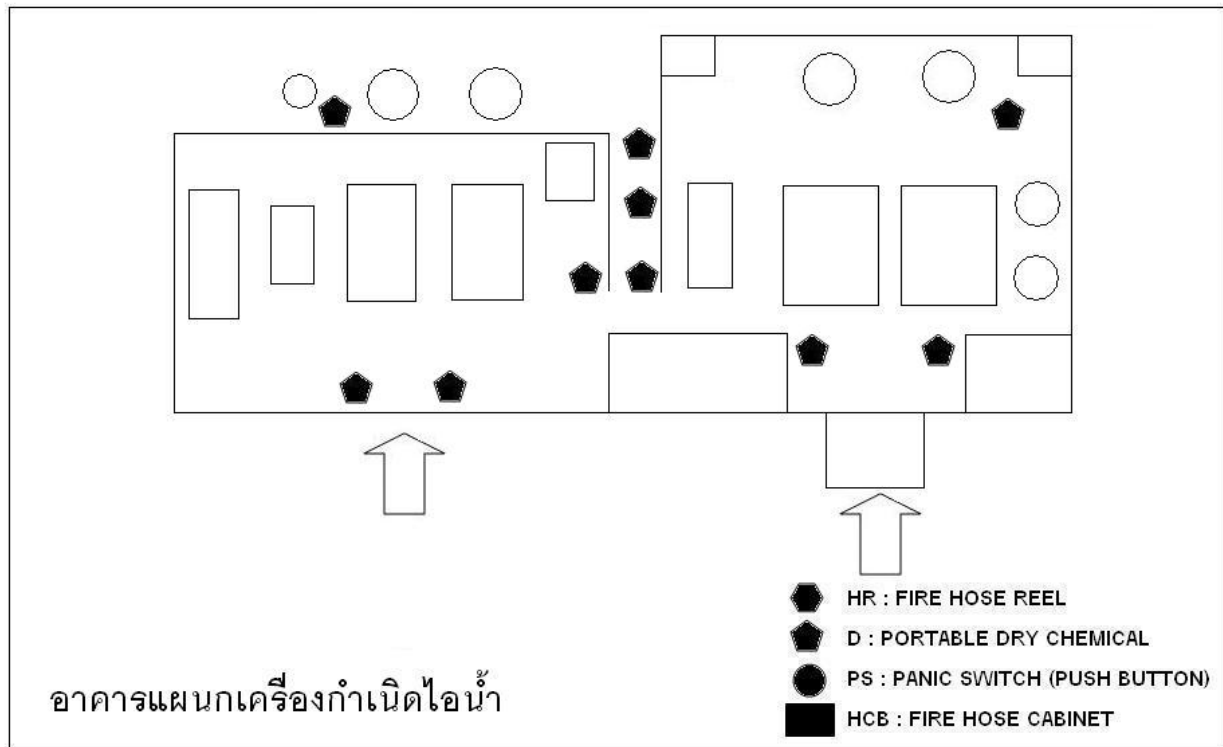 HR : FIRE HOSE REEL
D : PORTABLE DRY CHEMICAL
PS : PANIC SWITCH (PUSH BUTTON)
HCB : FIRE HOSE CABINET
อาคารแผนกเครื่องกำเนิดไอน้ำ